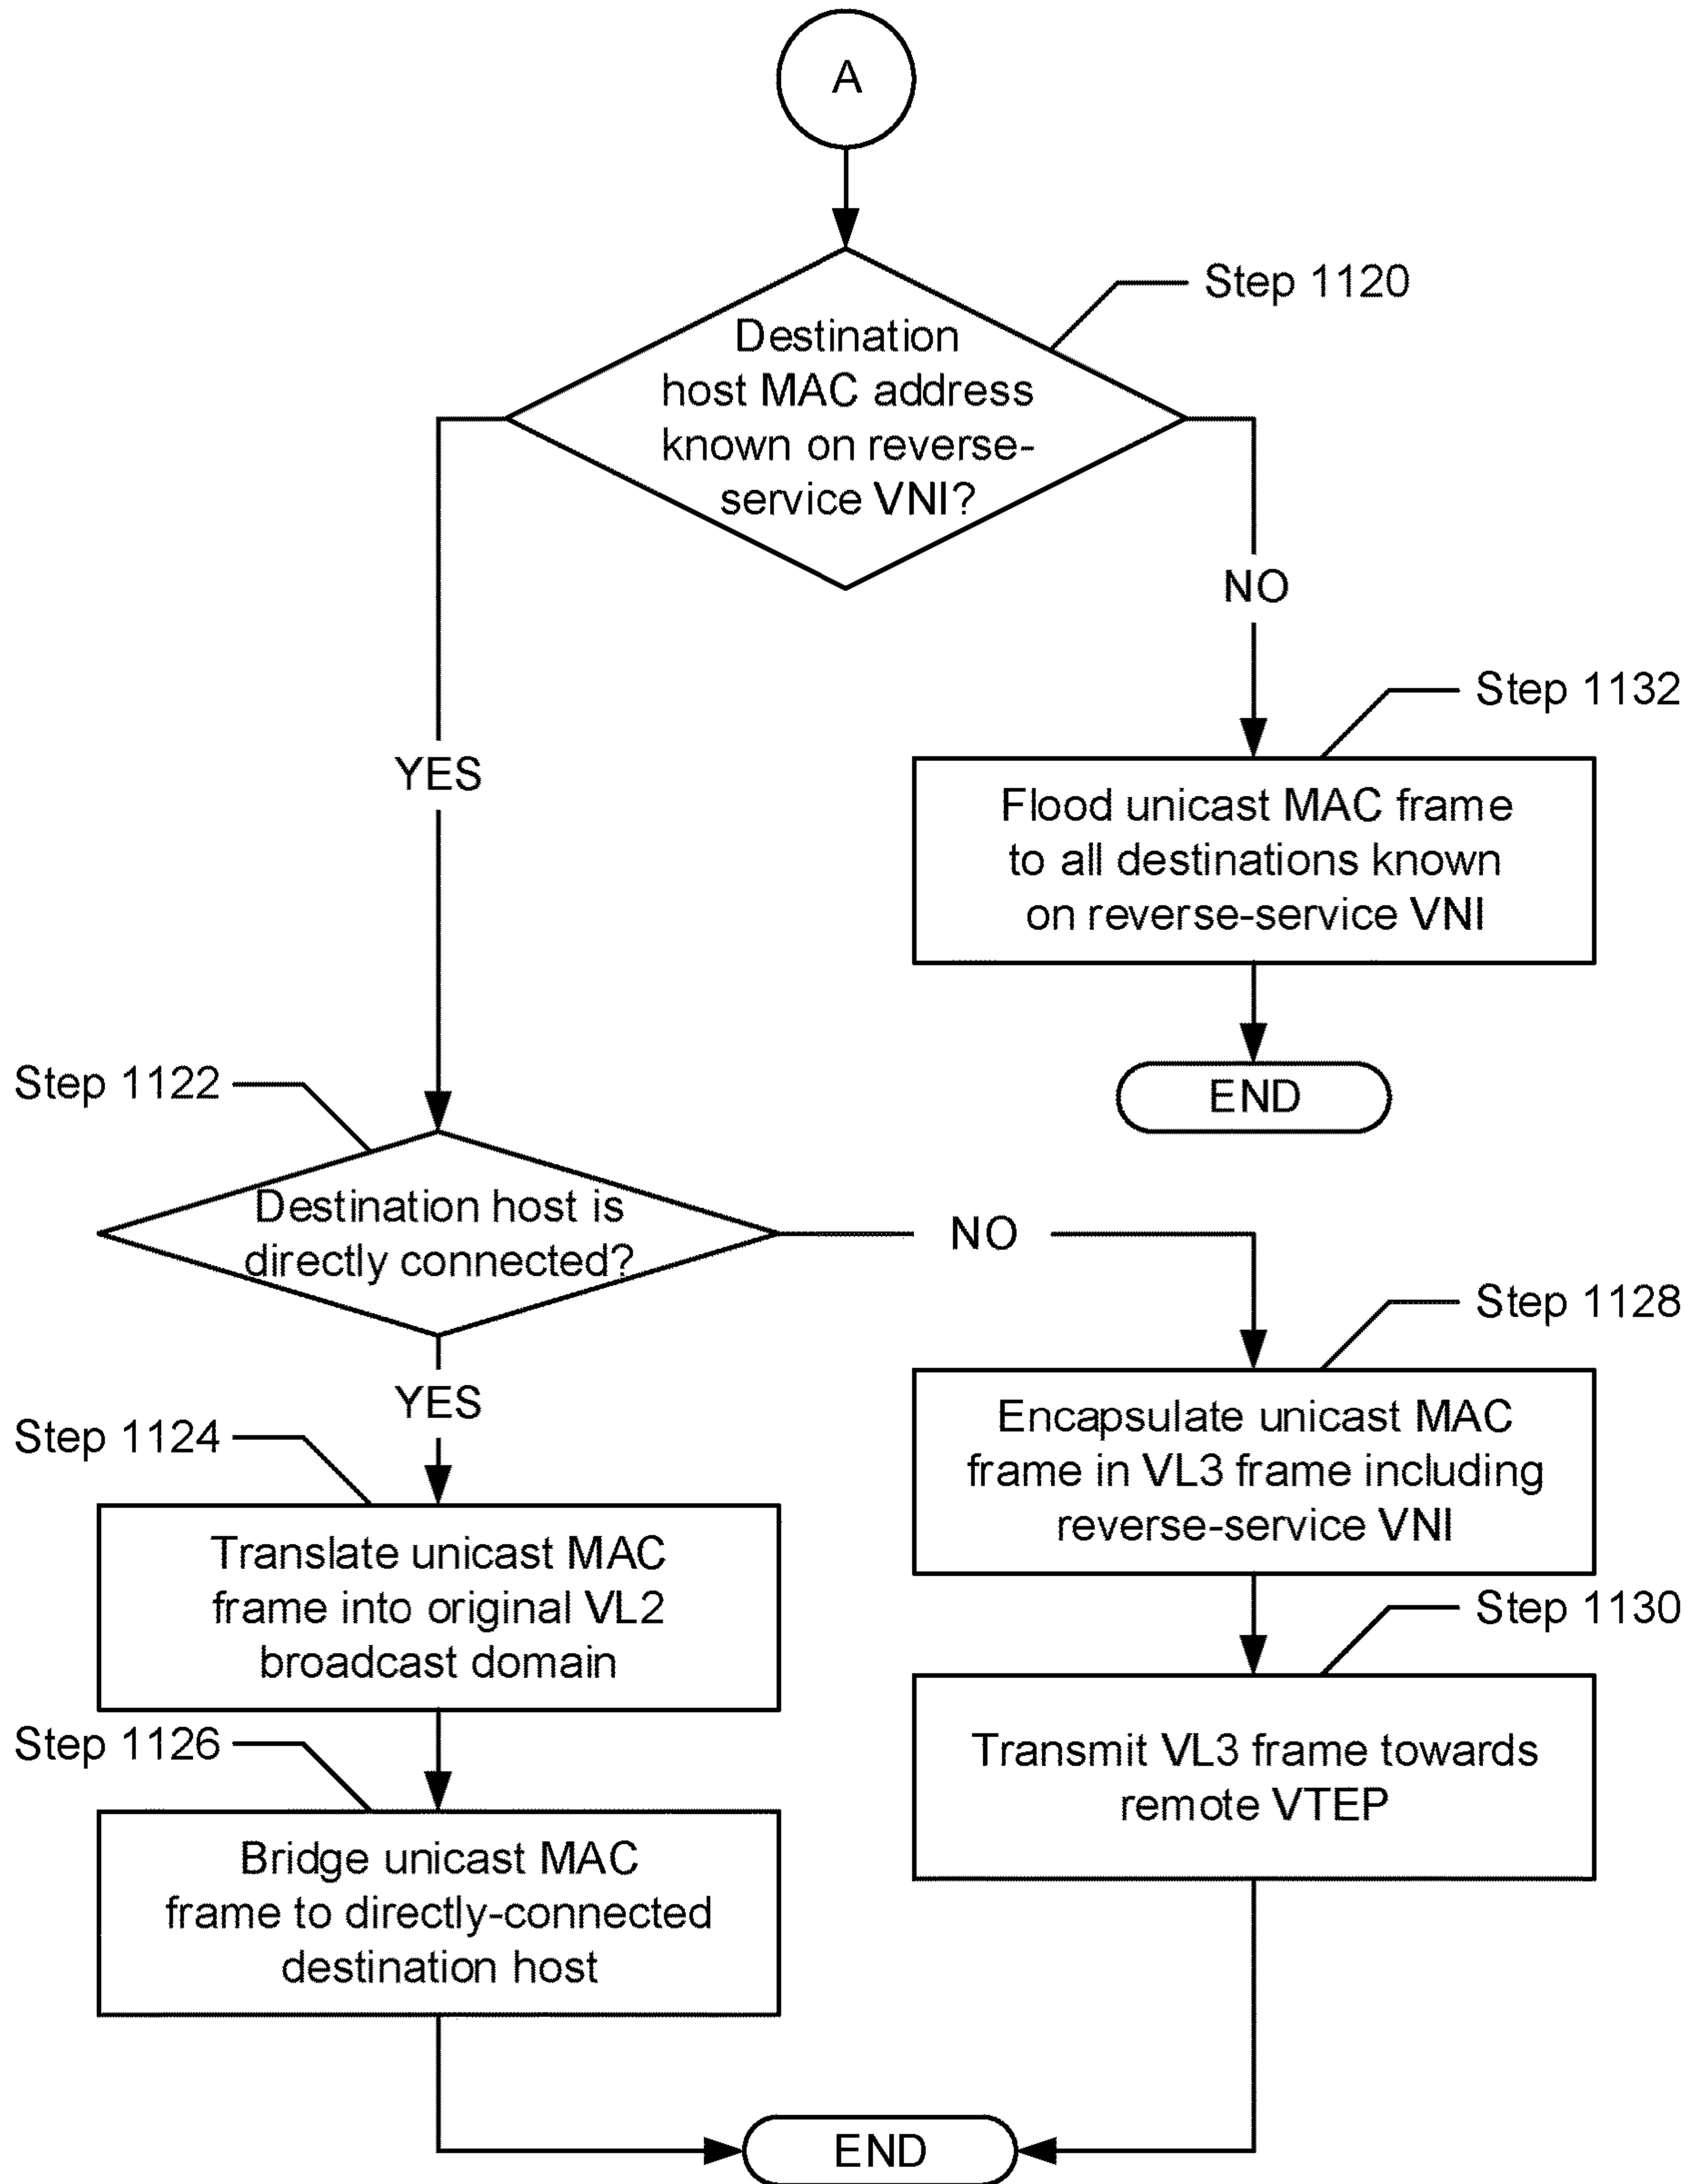 A
Step 1120
Destination
host MAC address
known on reverse-
service VNI?
NO
YES
Step 1132
Flood unicast MAC frame
to all destinations known
on reverse-service VNI
END
Step 1122
Destination host is
directly connected?
NO
YES
Step 1128
Encapsulate unicast MAC
frame in VL3 frame including
reverse-service VNI
Step 1124
Translate unicast MAC
frame into original VL2
broadcast domain
Step 1130
Transmit VL3 frame towards
remote VTEP
Step 1126
Bridge unicast MAC
frame to directly-connected
destination host
END